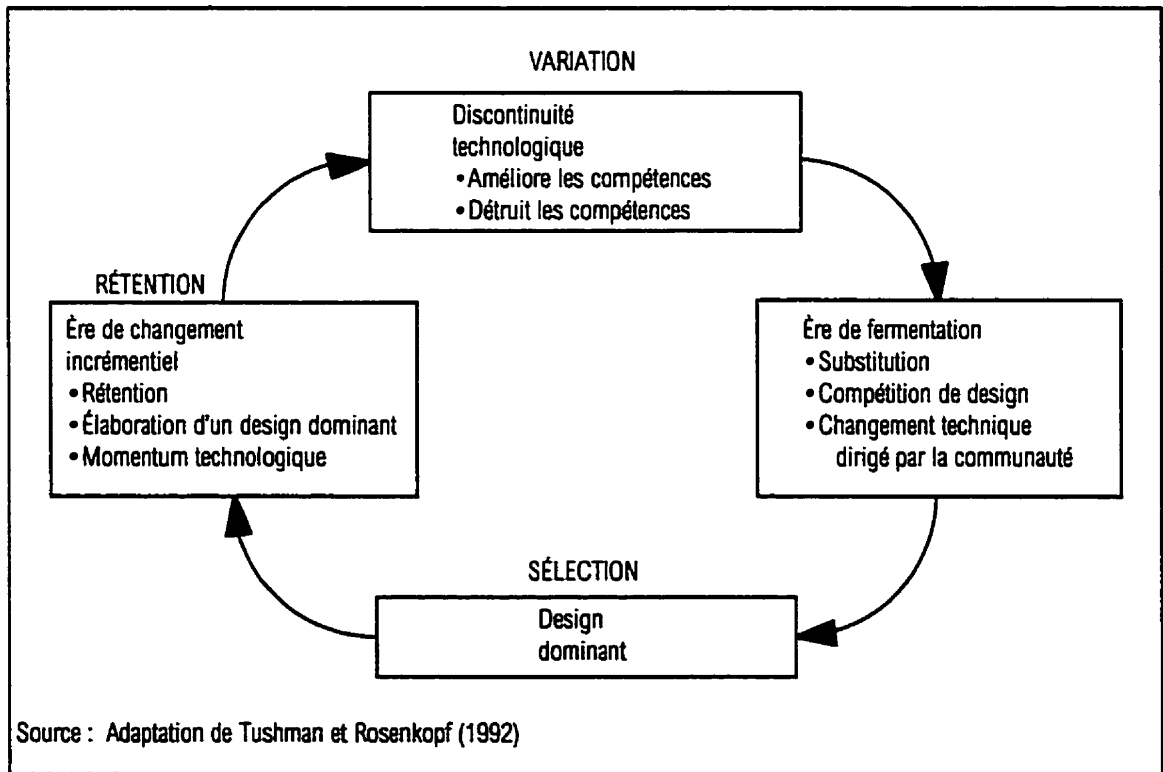 VARIATION
Discontinuité
technologique
• Améliore les compétences
• Détruit les compétences
RÉTENTION
Ère de changement
incrémentiel
• Rétention
• Élaboration d'un design dominant
• Momentum technologique
Ère de fermentation
• Substitution
• Compétition de design
• Changement technique
dirigé par la communauté
SÉLECTION
Design
dominant
Source : Adaptation de Tushman et Rosenkopf (1992)